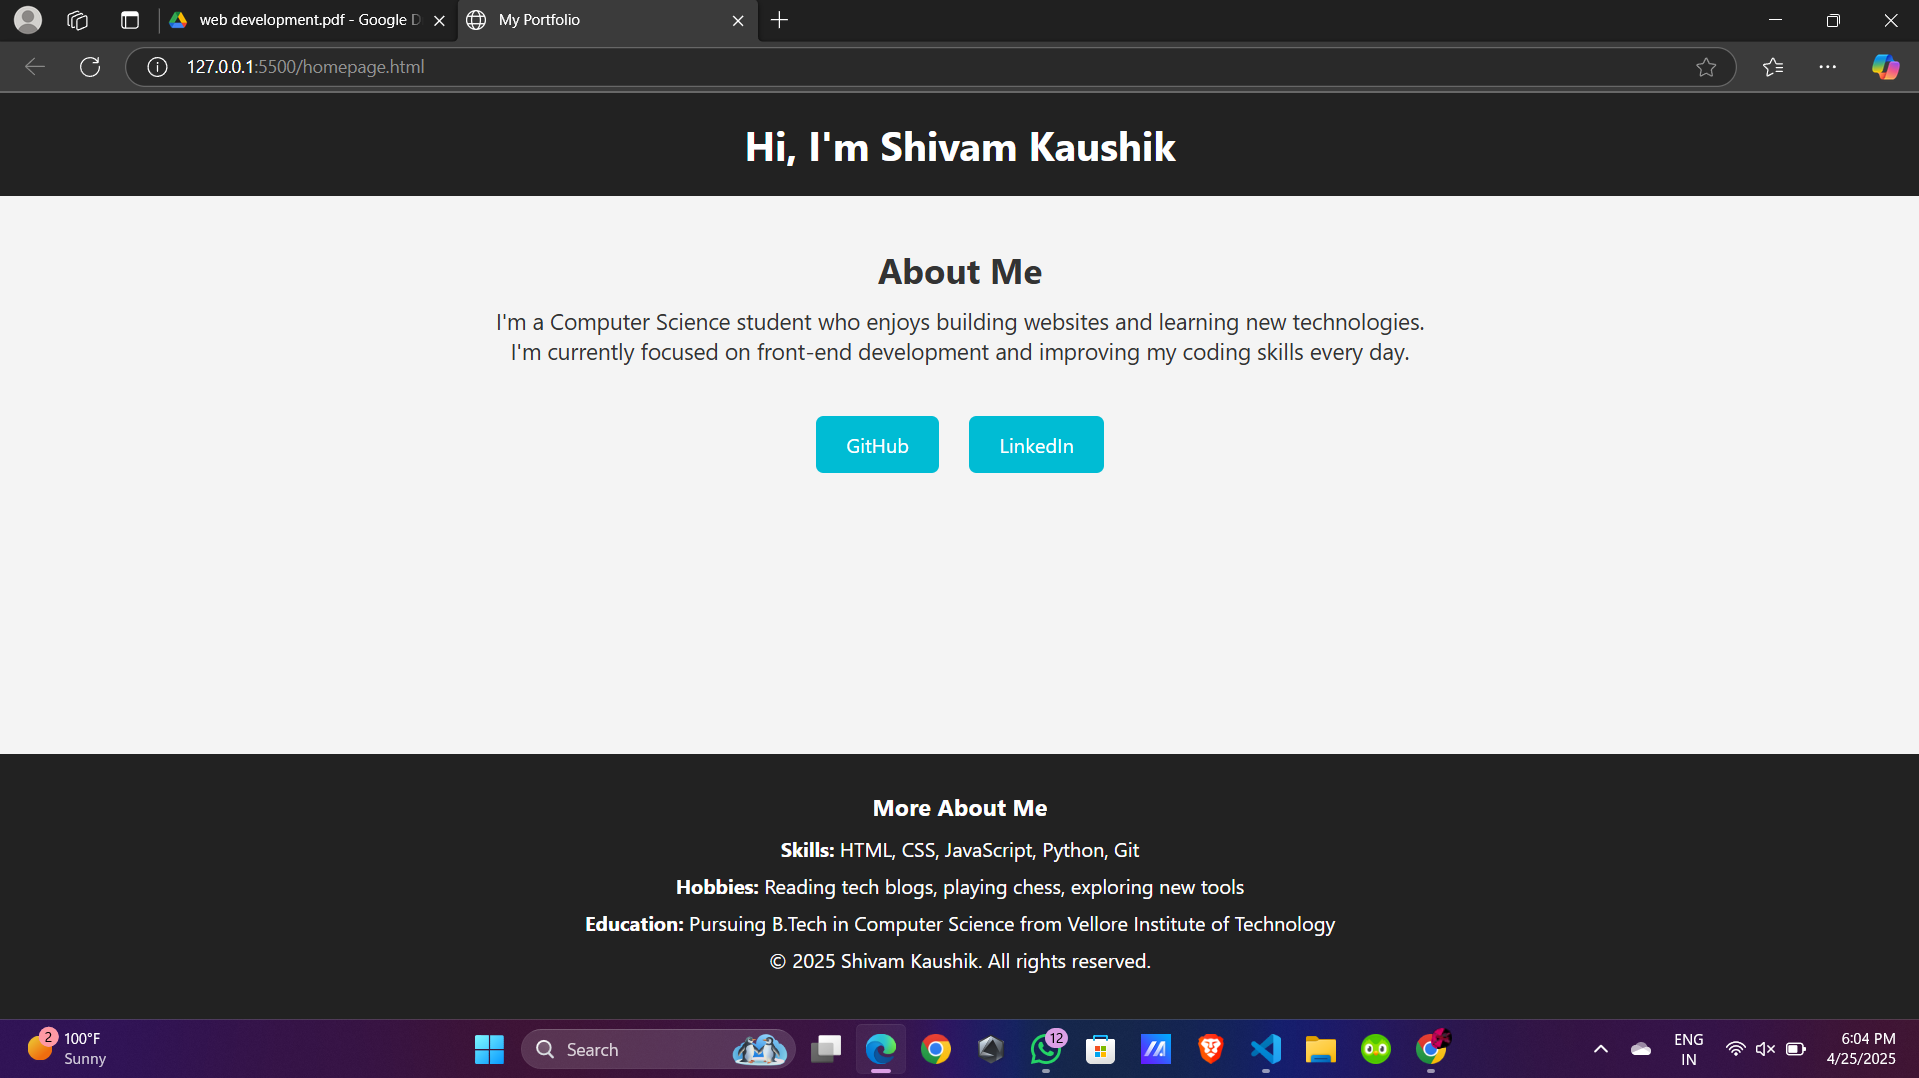 web development.pdf - Google D
My Portfolio
127.0.0.1:5500/homepage.html
Hi, I'm Shivam Kaushik
About Me
I'm a Computer Science student who enjoys building websites and learning new technologies.
I'm currently focused on front-end development and improving my coding skills every day.
GitHub
LinkedIn
More About Me
Skills: HTML, CSS, JavaScript, Python, Git
Hobbies: Reading tech blogs, playing chess, exploring new tools
Education: Pursuing B.Tech in Computer Science from Vellore Institute of Technology
© 2025 Shivam Kaushik. All rights reserved.
2
100°F
Sunny
Search
12
ENG
IN
6:04 PM
4/25/2025